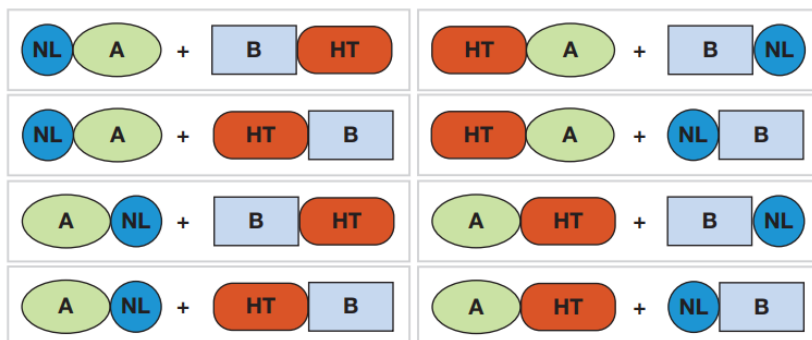 NL A + B HT HT A + B NL
NL A + HT B HT A + NL B
A NL + B HT A HT + B NL
A NL + HT B A HT + NL B